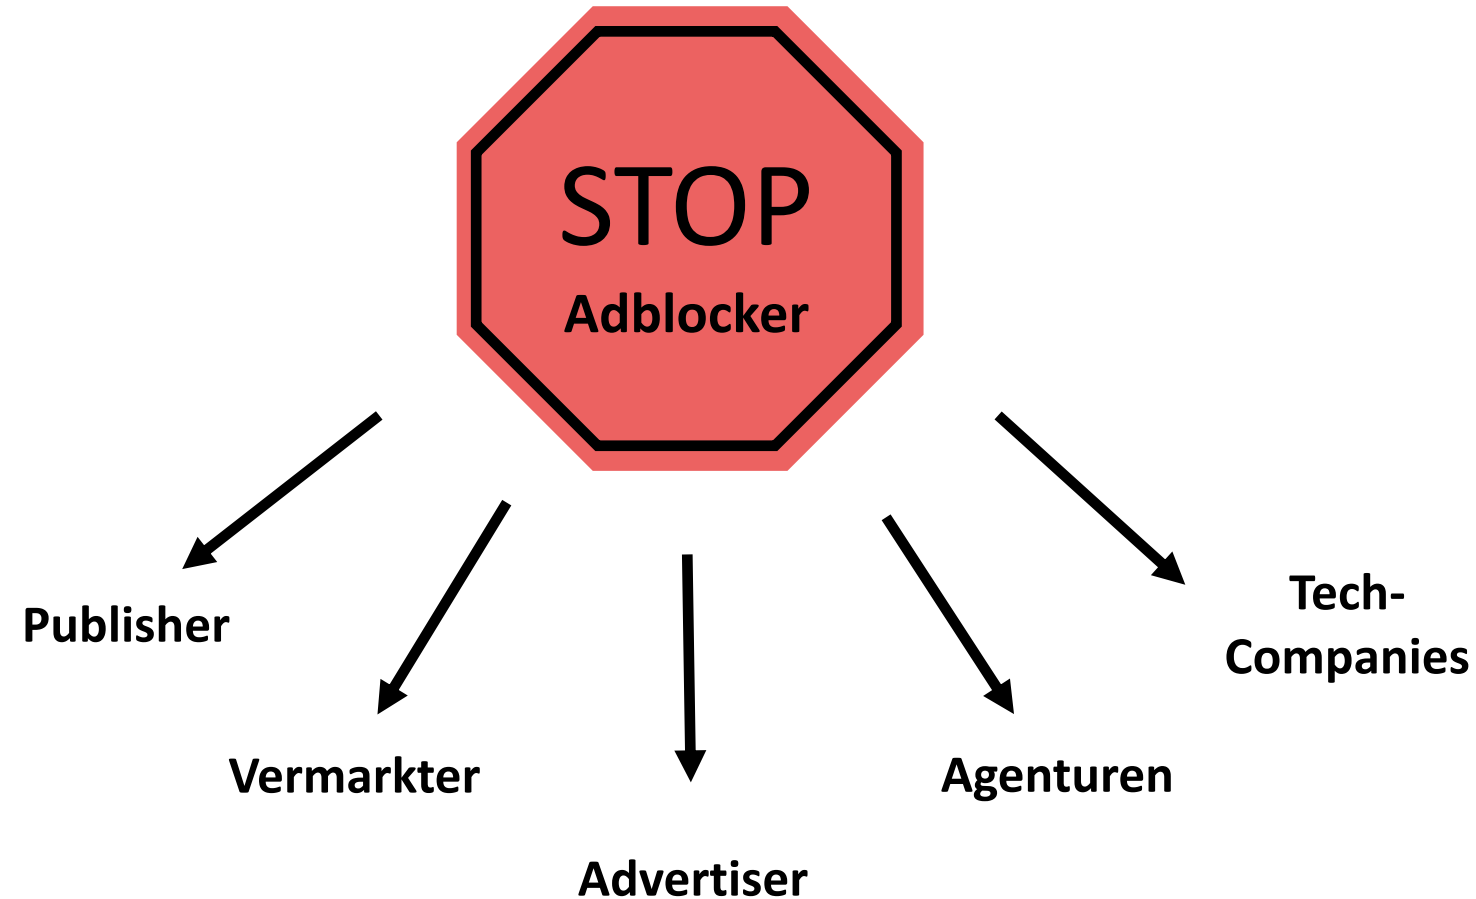 STOP
Adblocker
Publisher
Vermarkter
Advertiser
Agenturen
Tech-
Companies